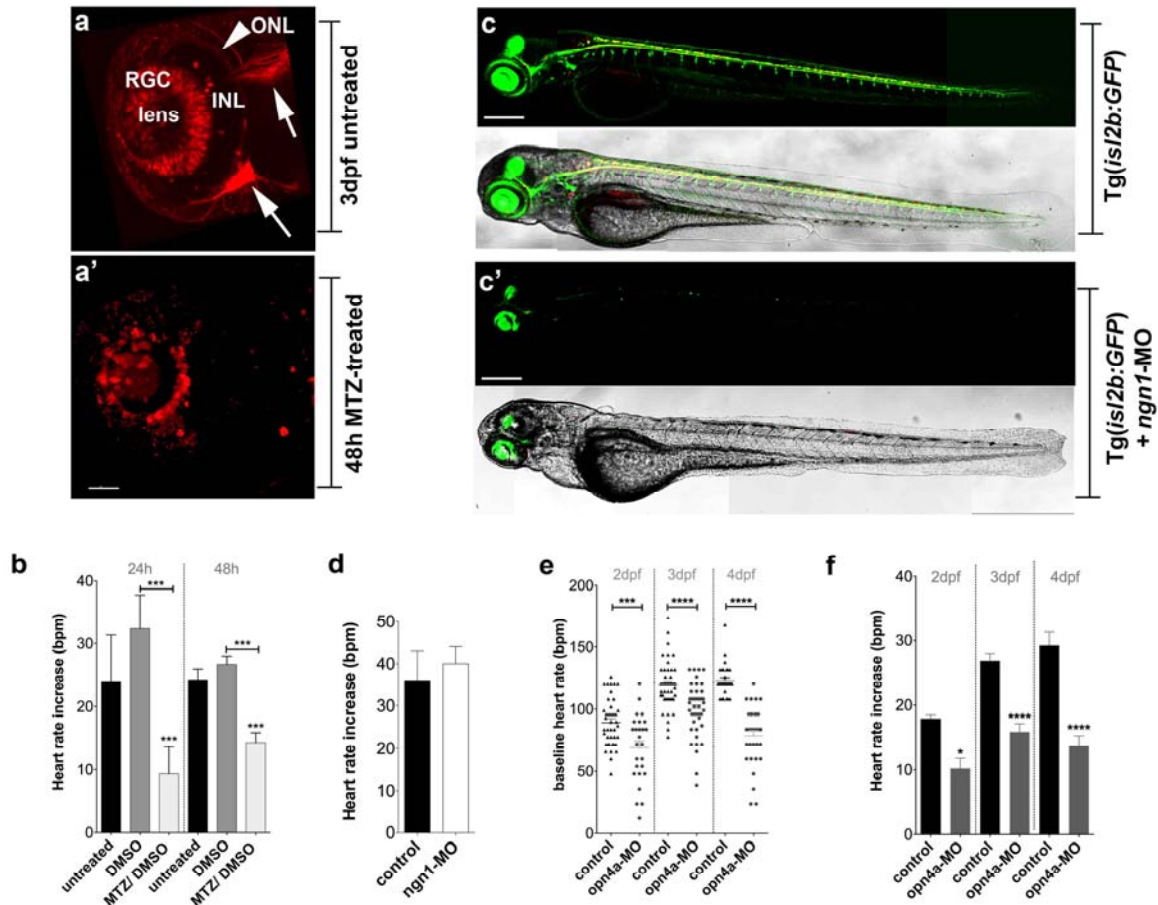 a
ONL
RGC
lens
INL
3dpf untreated
a'
48h MTZ-treated
c
Tg(isl2b:GFP)
c'
Tg(isl2b:GFP)
+ ngn1-MO
b
24h
48h
***
***
***
***
Heart rate increase (bpm)
40
30
20
10
0
untreated
DMSO
MTZ/ DMSO
untreated
DMSO
MTZ/ DMSO
d
Heart rate increase (bpm)
50
40
30
20
10
0
control
ngn1-MO
e
2dpf
3dpf
4dpf
***
****
****
baseline heart rate (bpm)
200
150
100
50
0
control
opn4a-MO
control
opn4a-MO
control
opn4a-MO
f
2dpf
3dpf
4dpf
Heart rate increase (bpm)
40
30
20
10
0
*
****
****
control
opn4a-MO
control
opn4a-MO
control
opn4a-MO